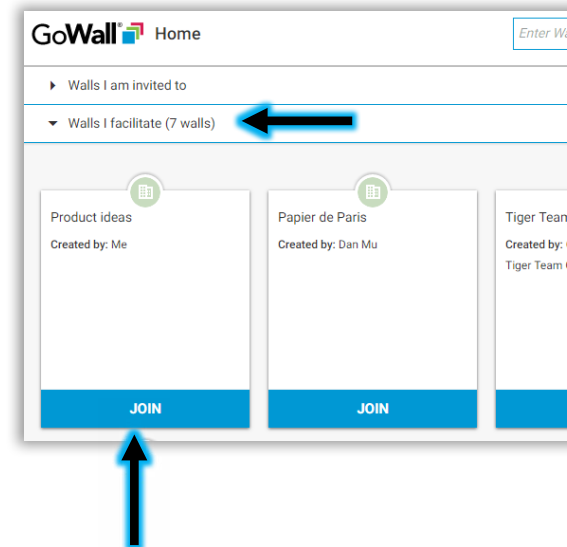 GoWall Home
Enter Wa
Walls I am invited to
Walls I facilitate (7 walls)
Product ideas
Created by: Me
JOIN
Papier de Paris
Created by: Dan Mu
JOIN
Tiger Team
Created by:
Tiger Team